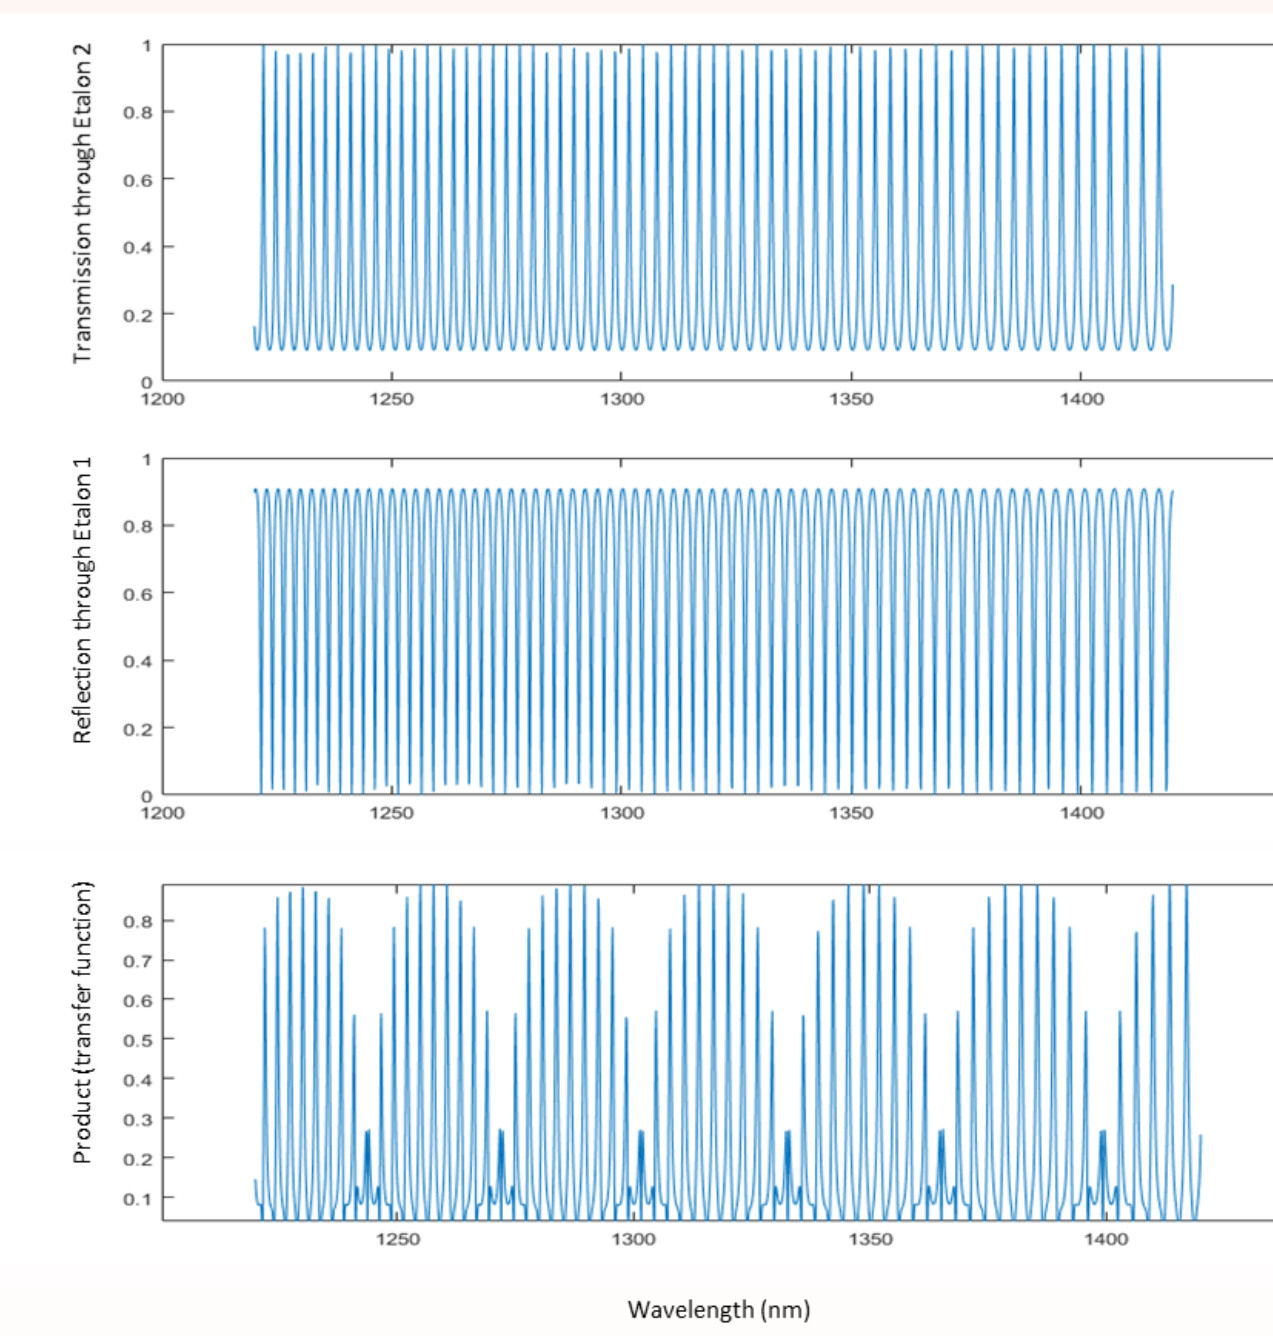 Transmission through Etalon 2
1
0.8
0.6
0.4
0.2
0
1200 1250 1300 1350 1400
Reflection through Etalon 1
1
0.8
0.6
0.4
0.2
0
1200 1250 1300 1350 1400
Product (transfer function)
0.8
0.7
0.6
0.5
0.4
0.3
0.2
0.1
1250 1300 1350 1400
Wavelength (nm)